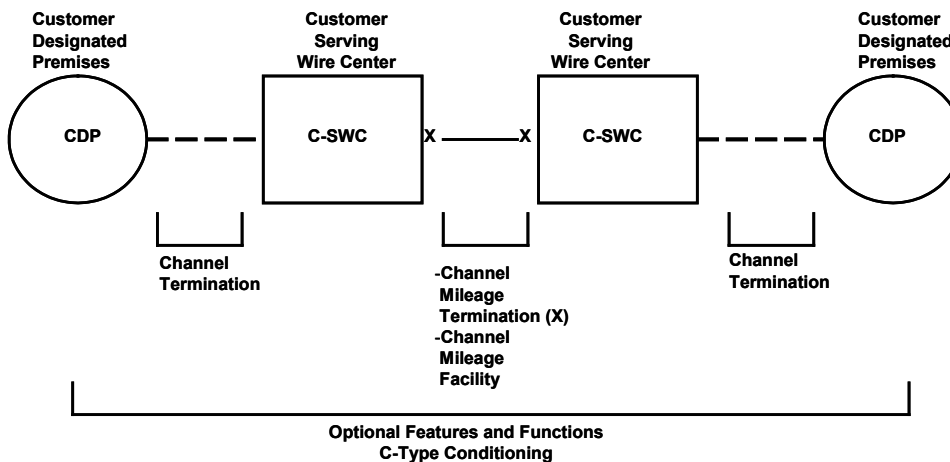 Customer
Designated
Premises
Customer
Serving
Wire Center
Customer
Serving
Wire Center
Customer
Designated
Premises
CDP
C-SWC
X
X
C-SWC
CDP
Channel
Termination
-Channel
Mileage
Termination (X)
-Channel
Mileage
Facility
Channel
Termination
Optional Features and Functions
C-Type Conditioning